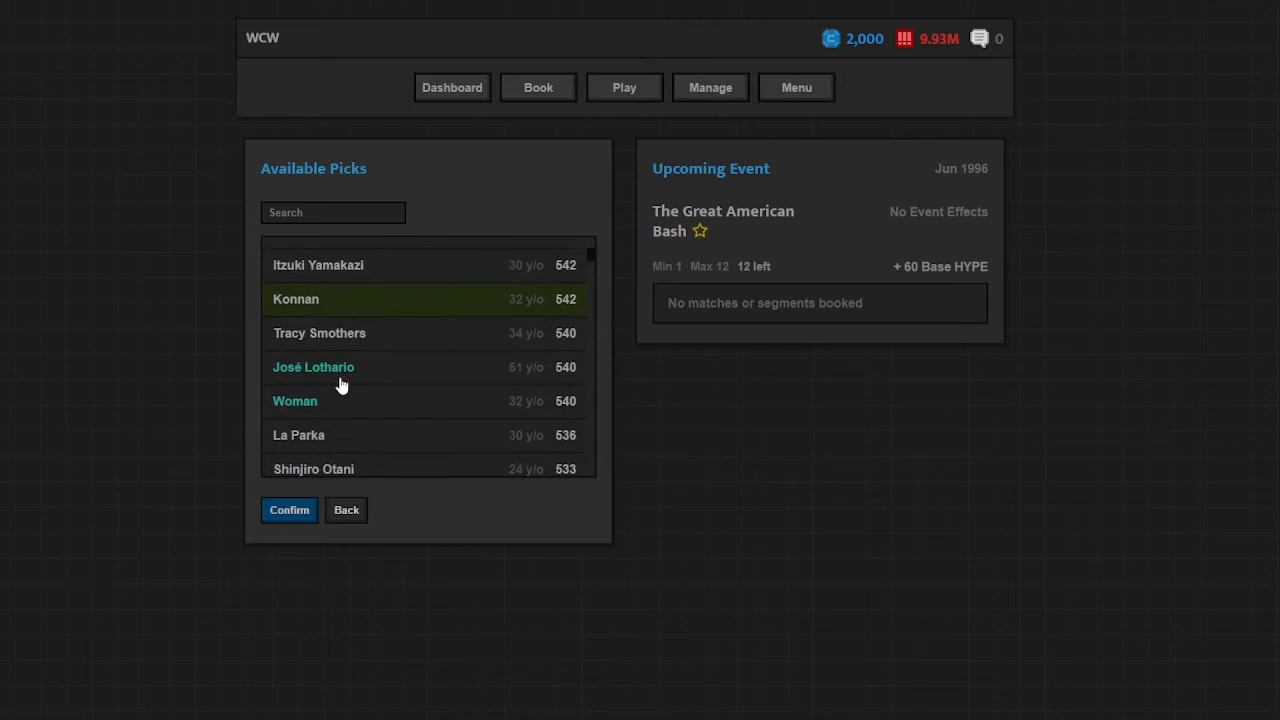 WCW
2,000
9.93M
0
Dashboard
Book
Play
Manage
Menu
Available Picks
Search
Itzuki Yamakazi 30 y/o 542
Konnan 32 y/o 542
Tracy Smothers 34 y/o 540
José Lothario 61 y/o 540
Woman 32 y/o 540
La Parka 30 y/o 536
Shinjiro Otani 24 y/o 533
Confirm
Back
Upcoming Event
Jun 1996
The Great American
Bash
No Event Effects
Min 1 Max 12 12 left
+ 60 Base HYPE
No matches or segments booked